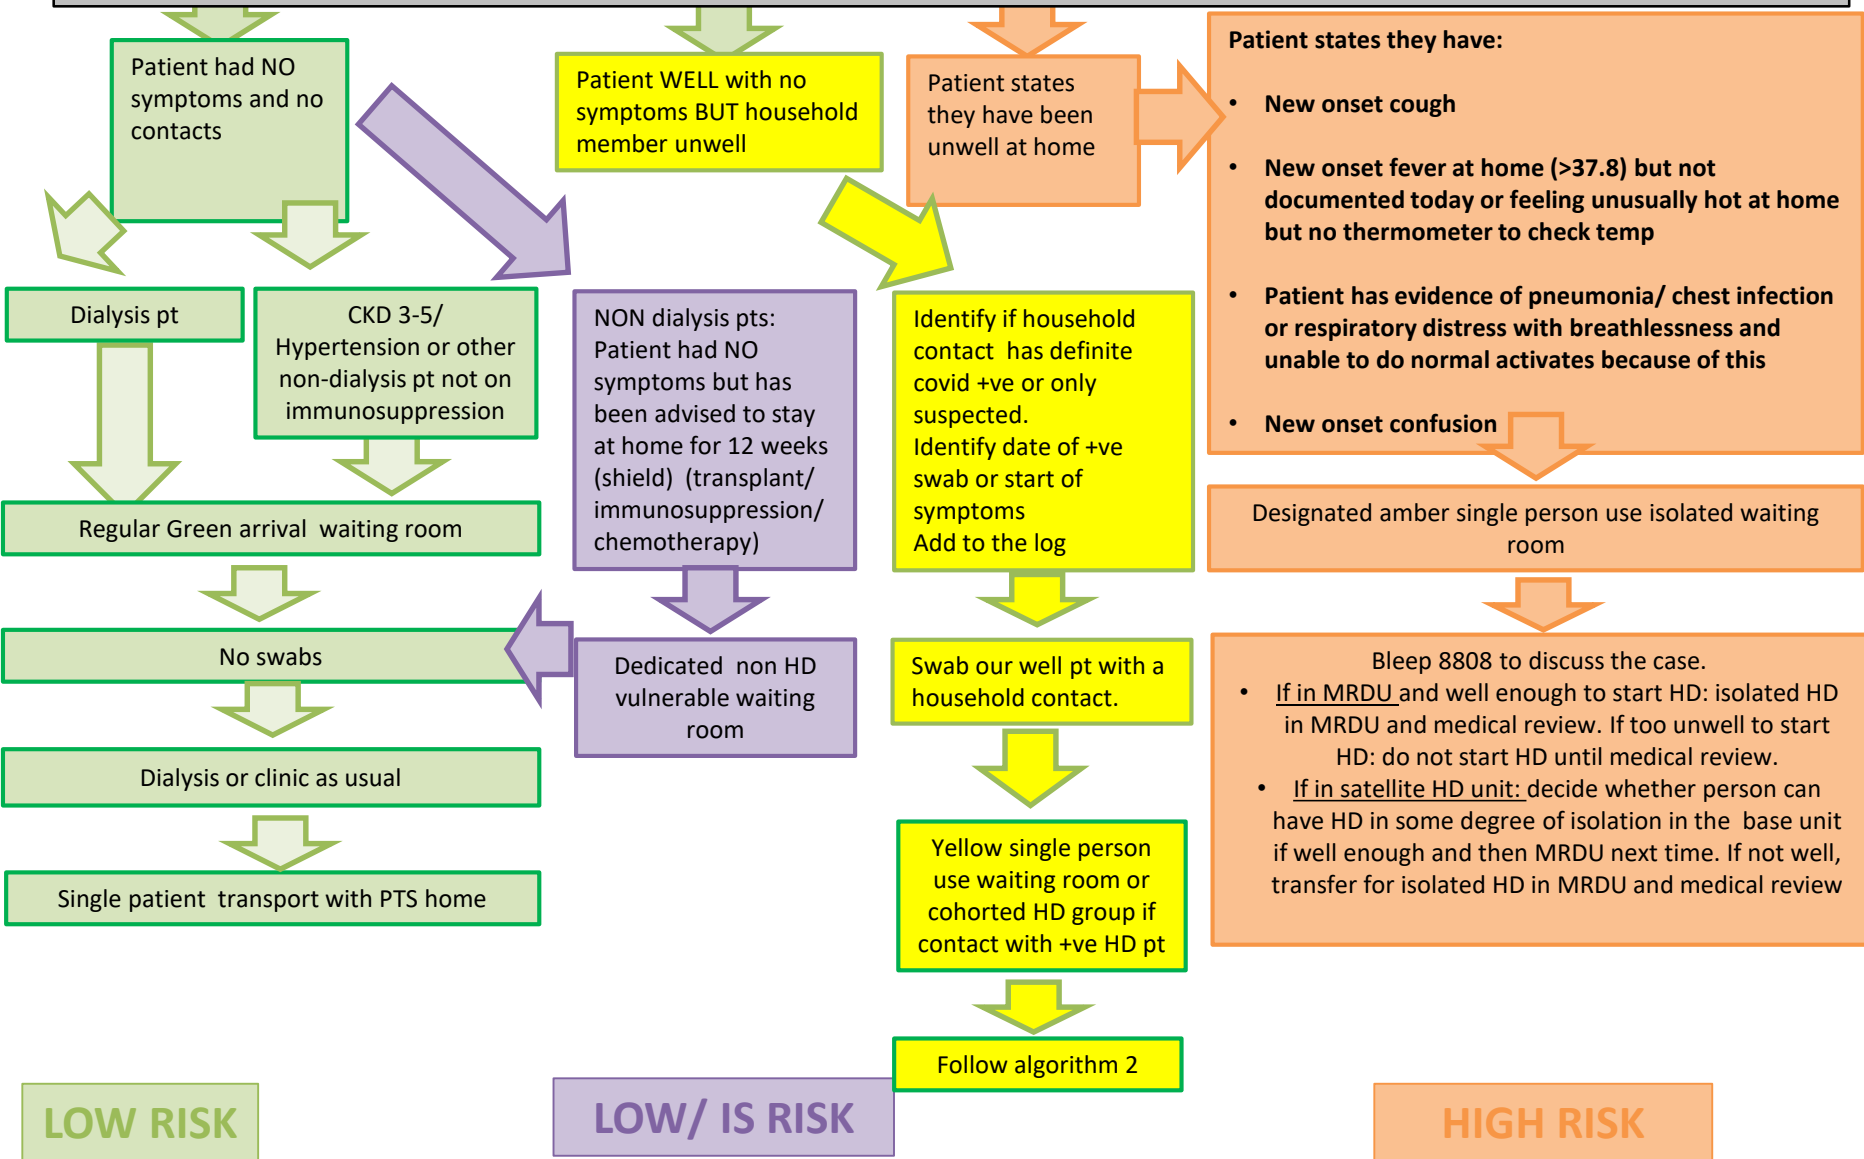 Patient had NO
symptoms and no
contacts
Patient WELL with no
symptoms BUT household
member unwell
Patient states
they have been
unwell at home
Patient states they have:
• New onset cough
• New onset fever at home (>37.8) but not
documented today or feeling unusually hot at home
but no thermometer to check temp
• Patient has evidence of pneumonia/ chest infection
or respiratory distress with breathlessness and
unable to do normal activates because of this
• New onset confusion
Dialysis pt
CKD 3-5/
Hypertension or other
non-dialysis pt not on
immunosuppression
NON dialysis pts:
Patient had NO
symptoms but has
been advised to stay
at home for 12 weeks
(shield) (transplant/
immunosuppression/
chemotherapy)
Identify if household
contact has definite
covid +ve or only
suspected.
Identify date of +ve
swab or start of
symptoms
Add to the log
Regular Green arrival waiting room
Designated amber single person use isolated waiting
room
No swabs
Dedicated non HD
vulnerable waiting
room
Swab our well pt with a
household contact.
Bleep 8808 to discuss the case.
• If in MRDU and well enough to start HD: isolated HD
in MRDU and medical review. If too unwell to start
HD: do not start HD until medical review.
• If in satellite HD unit: decide whether person can
have HD in some degree of isolation in the base unit
if well enough and then MRDU next time. If not well,
transfer for isolated HD in MRDU and medical review
Dialysis or clinic as usual
Yellow single person
use waiting room or
cohorted HD group if
contact with +ve HD pt
Single patient transport with PTS home
Follow algorithm 2
LOW RISK
LOW/ IS RISK
HIGH RISK